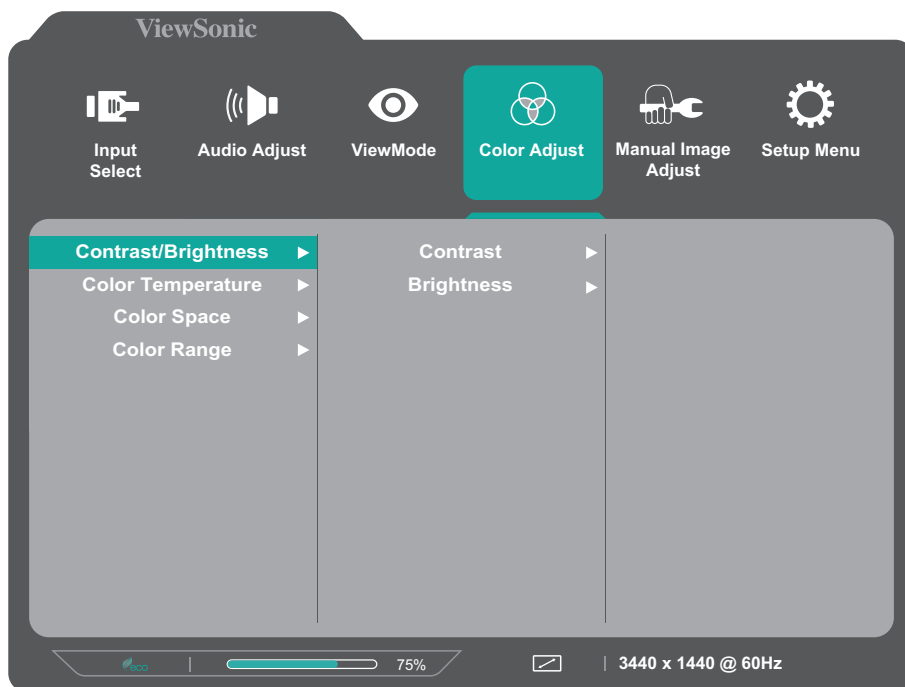 ViewSonic
Input
Select
Audio Adjust
ViewMode
Color Adjust
Manual Image
Adjust
Setup Menu
Contrast/Brightness
Color Temperature
Color Space
Color Range
Contrast
Brightness
eco
75%
3440 x 1440 @ 60Hz